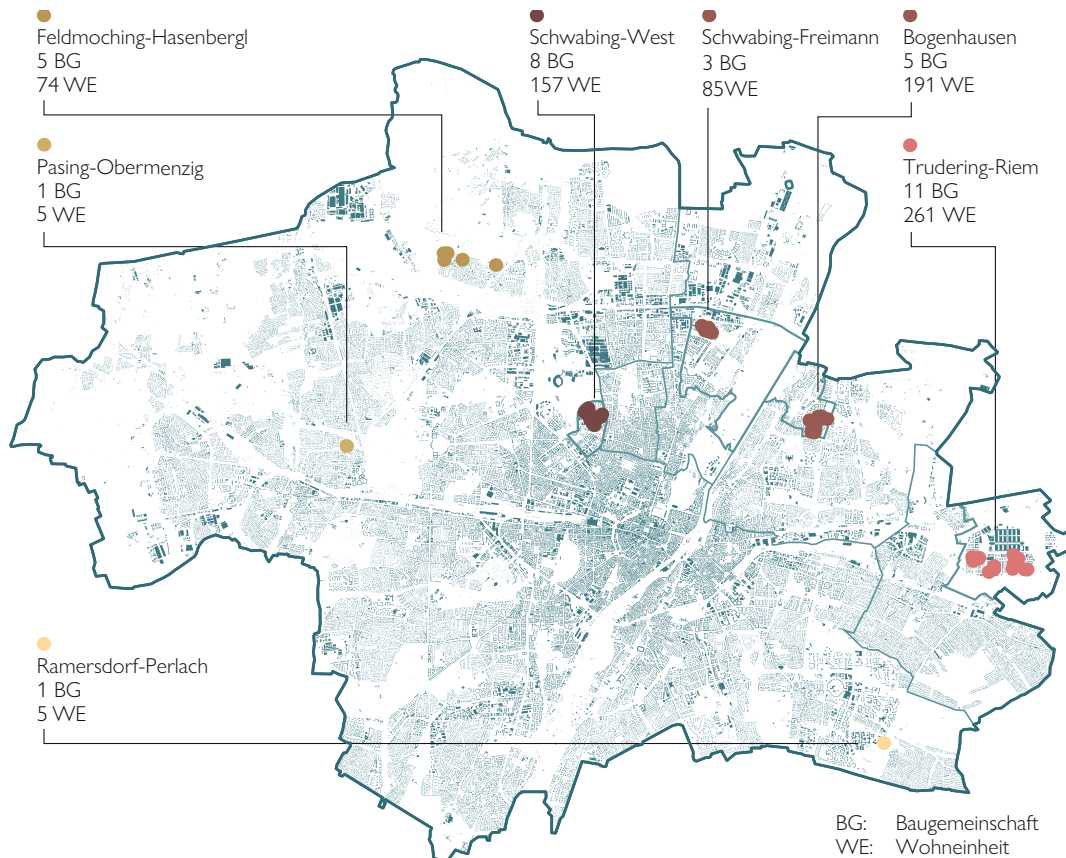 Feldmoching-Hasenbergl
5 BG
74 WE
Schwabing-West
8 BG
157 WE
Schwabing-Freimann
3 BG
85WE
Bogenhausen
5 BG
191 WE
Pasing-Obermenzig
1 BG
5 WE
Trudering-Riem
11 BG
261 WE
Ramersdorf-Perlach
1 BG
5 WE
BG: Baugemeinschaft
WE: Wohneinheit